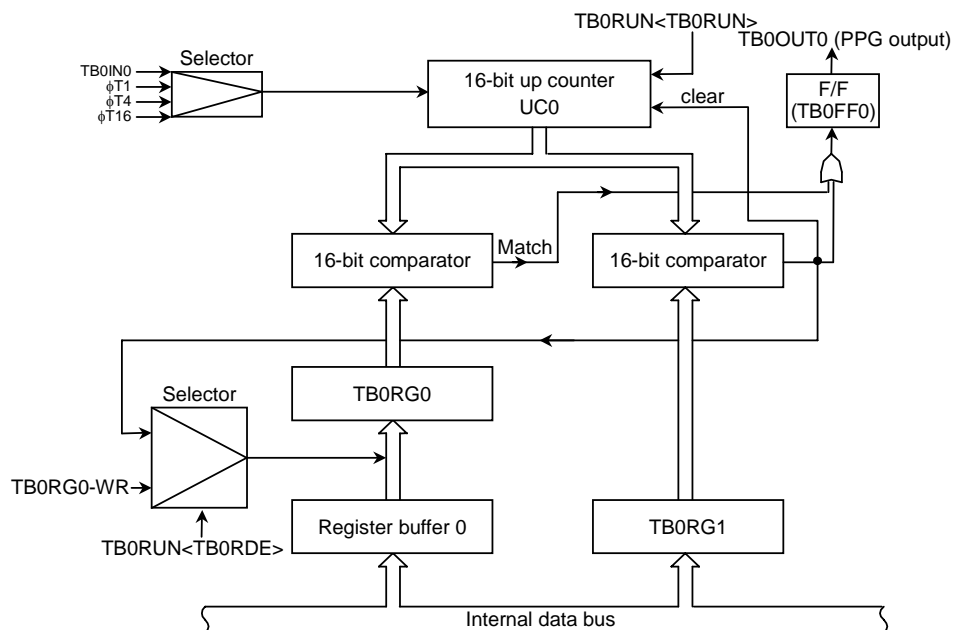 TB0RUN<TB0RUN>
TB0OUT0 (PPG output)
Selector
TB0IN0
ϕT1
ϕT4
ϕT16
16-bit up counter
UC0
clear
F/F
(TB0FF0)
16-bit comparator
Match
16-bit comparator
TB0RG0
Selector
TB0RG0-WR
TB0RUN<TB0RDE>
Register buffer 0
TB0RG1
Internal data bus